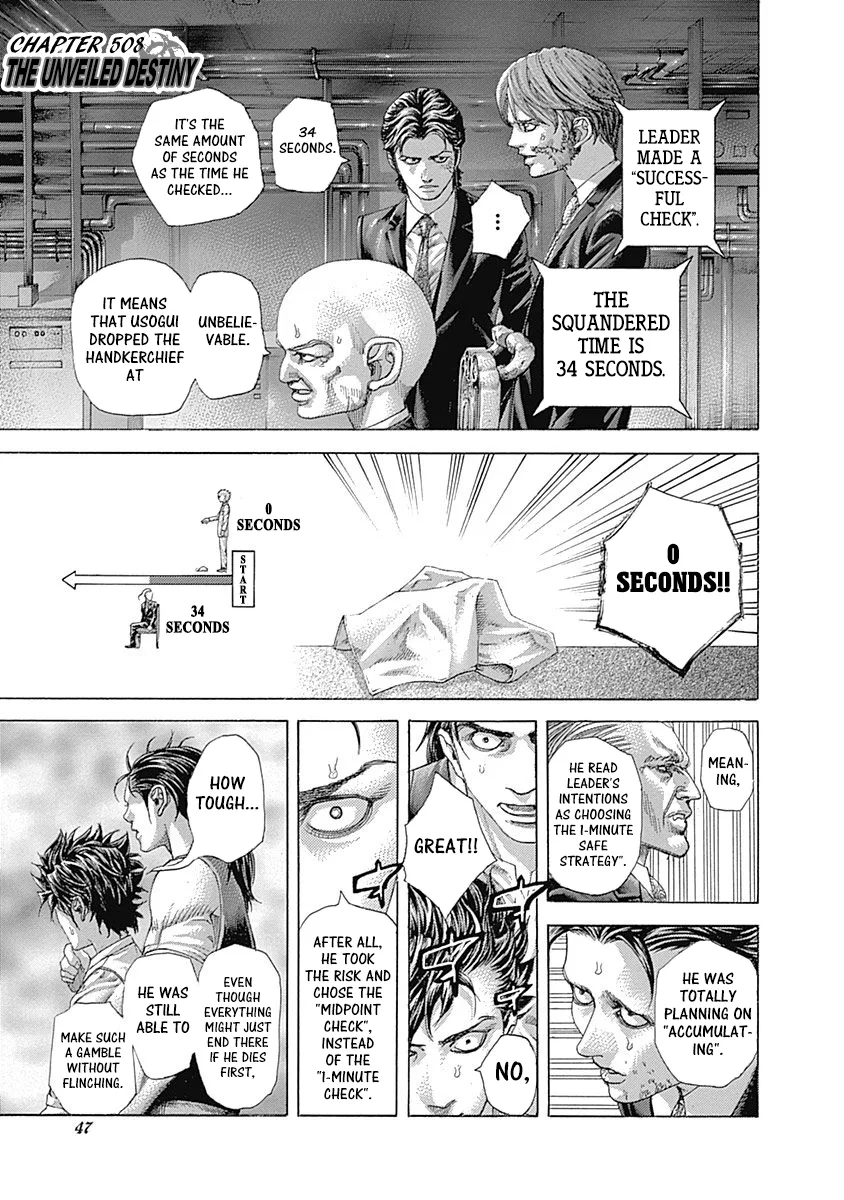 CHAPTER 508
THE UNVEILED DESTINY
LEADER
MADE A
"SUCCESS-
FUL
CHECK".
THE
SQUANDERED
TIME IS
34 SECONDS.
...
34
SECONDS.
IT'S THE
SAME AMOUNT
OF SECONDS
AS THE TIME HE
CHECKED...
UNBELIE-
VABLE.
IT MEANS
THAT USOGUI
DROPPED THE
HANDKERCHIEF
AT
0
SECONDS!!
0
SECONDS
START
34
SECONDS
MEAN-
ING,
HE READ
LEADER'S
INTENTIONS
AS CHOOSING
THE 1-MINUTE
SAFE
STRATEGY".
HE WAS
TOTALLY
PLANNING ON
"ACCUMULAT-
ING".
GREAT!!
NO,
AFTER ALL,
HE TOOK
THE RISK AND
CHOSE THE
"MIDPOINT
CHECK",
INSTEAD
OF THE
"1-MINUTE
CHECK".
HOW
TOUGH...
EVEN
THOUGH
EVERYTHING
MIGHT JUST
END THERE
IF HE DIES
FIRST,
HE WAS
STILL
ABLE TO
MAKE SUCH
A GAMBLE
WITHOUT
FLINCHING.
47